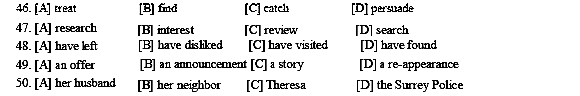 46. [A] treat [B] find [C] catch [D] persuade
47. [A] research [B] interest [C] review [D] search
48. [A] have left [B] have disliked [C] have visited [D] have found
49. [A] an offer [B] an announcement [C] a story [D] a re-appearance
50. [A] her husband [B] her neighbor [C] Theresa [D] the Surrey Police